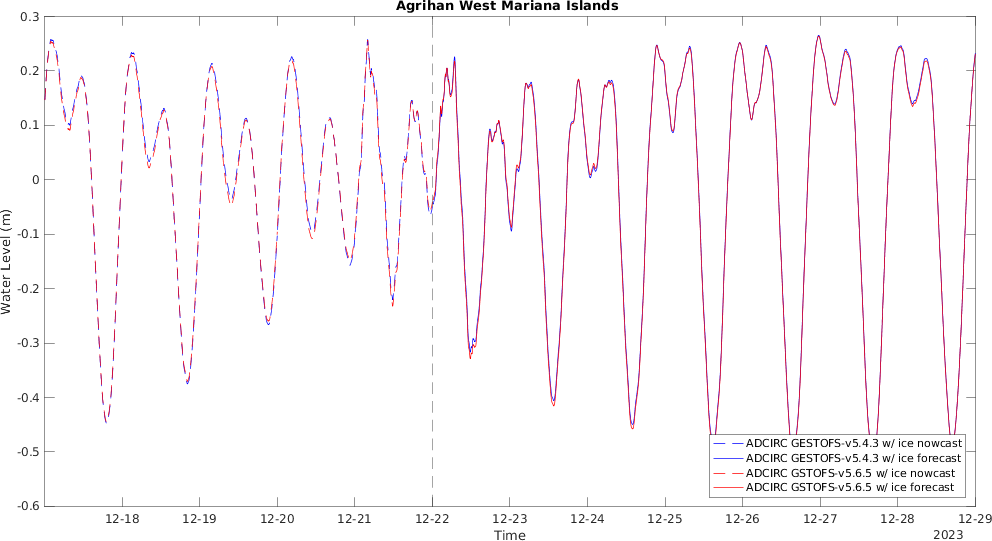 Agrihan West Mariana Islands
0.3
0.2
0.1
0
-0.1
-0.2
-0.3
-0.4
-0.5
-0.6
Water Level (m)
ADCIRC GESTOFS-v5.4.3 w/ ice nowcast
ADCIRC GESTOFS-v5.4.3 w/ ice forecast
ADCIRC GSTOFS-v5.6.5 w/ ice nowcast
ADCIRC GSTOFS-v5.6.5 w/ ice forecast
12-18 12-19 12-20 12-21 12-22 12-23 12-24 12-25 12-26 12-27 12-28 12-29
Time
2023